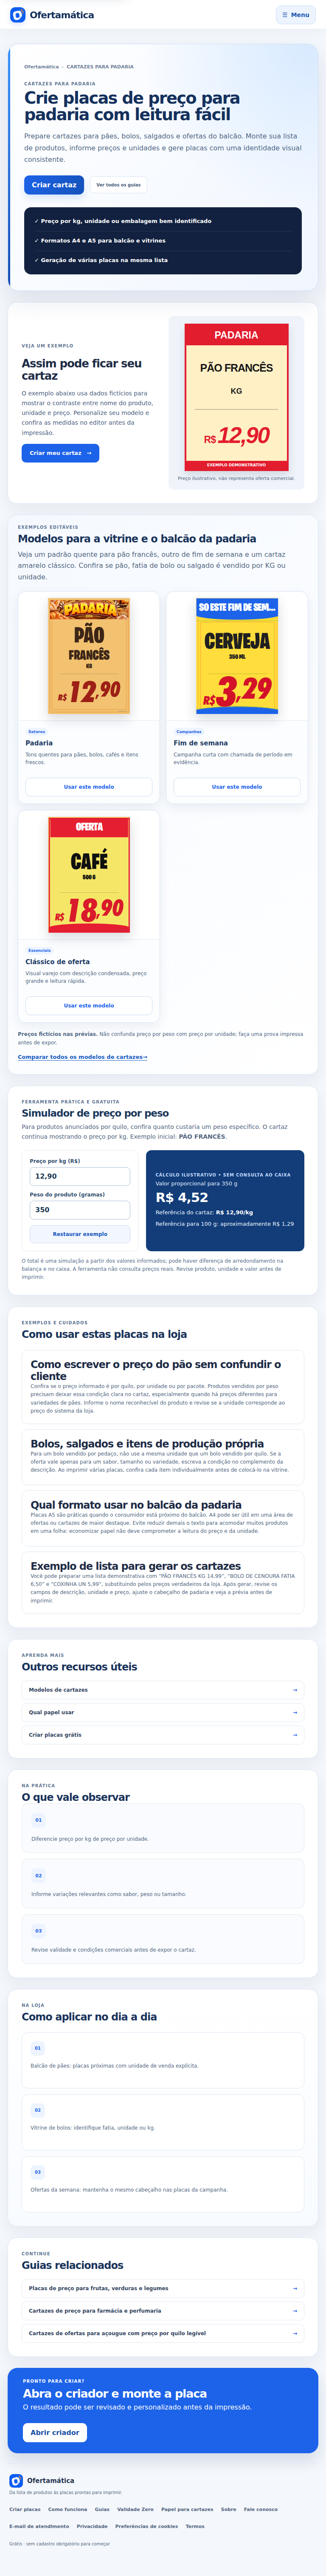 Ofertamática
☰ Menu
Ofertamática › CARTAZES PARA PADARIA
CARTAZES PARA PADARIA
Crie placas de preço para
padaria com leitura fácil
Prepare cartazes para pães, bolos, salgados e ofertas do balcão. Monte sua lista
de produtos, informe preços e unidades e gere placas com uma identidade visual
consistente.
Criar cartaz
Ver todos os guias
✓ Preço por kg, unidade ou embalagem bem identificado
✓ Formatos A4 e A5 para balcão e vitrines
✓ Geração de várias placas na mesma lista
VEJA UM EXEMPLO
Assim pode ficar seu
cartaz
O exemplo abaixo usa dados fictícios para
mostrar o contraste entre nome do produto,
unidade e preço. Personalize seu modelo e
confira as medidas no editor antes da
impressão.
Criar meu cartaz →
PADARIA
PÃO FRANCÊS
KG
R$ 12,90
EXEMPLO DEMONSTRATIVO
Preço ilustrativo, não representa oferta comercial.
EXEMPLOS EDITÁVEIS
Modelos para a vitrine e o balcão da padaria
Veja um padrão quente para pão francês, outro de fim de semana e um cartaz
amarelo clássico. Confira se pão, fatia de bolo ou salgado é vendido por KG ou
unidade.
PADARIA
PÃO
FRANCÊS
KG
R$ 12,90
Setores
Padaria
Tons quentes para pães, bolos, cafés e itens
frescos.
Usar este modelo
SÓ ESTE FIM DE SEM...
CERVEJA
350 ML
R$ 3,29
Campanhas
Fim de semana
Campanha curta com chamada de período em
evidência.
Usar este modelo
OFERTA
CAFÉ
500 G
R$ 18,90
Essenciais
Clássico de oferta
Visual varejo com descrição condensada, preço
grande e leitura rápida.
Usar este modelo
Preços fictícios nas prévias. Não confunda preço por peso com preço por unidade; faça uma prova impressa
antes de expor.
Comparar todos os modelos de cartazes→
FERRAMENTA PRÁTICA E GRATUITA
Simulador de preço por peso
Para produtos anunciados por quilo, confira quanto custaria um peso específico. O cartaz
continua mostrando o preço por kg. Exemplo inicial: PÃO FRANCÊS.
Preço por kg (R$)
12,90
Peso do produto (gramas)
350
Restaurar exemplo
CÁLCULO ILUSTRATIVO • SEM CONSULTA AO CAIXA
Valor proporcional para 350 g
R$ 4,52
Referência do cartaz: R$ 12,90/kg
Referência para 100 g: aproximadamente R$ 1,29
O total é uma simulação a partir dos valores informados; pode haver diferença de arredondamento na
balança e no caixa. A ferramenta não consulta preços reais. Revise produto, unidade e valor antes de
imprimir.
EXEMPLOS E CUIDADOS
Como usar estas placas na loja
Como escrever o preço do pão sem confundir o
cliente
Confira se o preço informado é por quilo, por unidade ou por pacote. Produtos vendidos por peso
precisam deixar essa condição clara no cartaz, especialmente quando há preços diferentes para
variedades de pães. Informe o nome reconhecível do produto e revise se a unidade corresponde ao
preço do sistema da loja.
Bolos, salgados e itens de produção própria
Para um bolo vendido por pedaço, não use a mesma unidade que um bolo vendido por quilo. Se a
oferta vale apenas para um sabor, tamanho ou variedade, escreva a condição no complemento da
descrição. Ao imprimir várias placas, confira cada item individualmente antes de colocá-lo na vitrine.
Qual formato usar no balcão da padaria
Placas A5 são práticas quando o consumidor está próximo do balcão. A4 pode ser útil em uma área de
ofertas ou cartazes de maior destaque. Evite reduzir demais o texto para acomodar muitos produtos
em uma folha: economizar papel não deve comprometer a leitura do preço e da unidade.
Exemplo de lista para gerar os cartazes
Você pode preparar uma lista demonstrativa com “PÃO FRANCÊS KG 14,99”, “BOLO DE CENOURA FATIA
6,50” e “COXINHA UN 5,99”, substituindo pelos preços verdadeiros da loja. Após gerar, revise os
campos de descrição, unidade e preço, ajuste o cabeçalho de padaria e veja a prévia antes de
imprimir.
APRENDA MAIS
Outros recursos úteis
Modelos de cartazes →
Qual papel usar →
Criar placas grátis →
NA PRÁTICA
O que vale observar
01
Diferencie preço por kg de preço por unidade.
02
Informe variações relevantes como sabor, peso ou tamanho.
03
Revise validade e condições comerciais antes de expor o cartaz.
NA LOJA
Como aplicar no dia a dia
01
Balcão de pães: placas próximas com unidade de venda explícita.
02
Vitrine de bolos: identifique fatia, unidade ou kg.
03
Ofertas da semana: mantenha o mesmo cabeçalho nas placas da campanha.
CONTINUE
Guias relacionados
Placas de preço para frutas, verduras e legumes →
Cartazes de preço para farmácia e perfumaria →
Cartazes de ofertas para açougue com preço por quilo legível →
PRONTO PARA CRIAR?
Abra o criador e monte a placa
O resultado pode ser revisado e personalizado antes da impressão.
Abrir criador
Ofertamática
Da lista de produtos às placas prontas para imprimir.
Criar placas Como funciona Guias Validade Zero Papel para cartazes Sobre Fale conosco
E-mail de atendimento Privacidade Preferências de cookies Termos
Grátis · sem cadastro obrigatório para começar